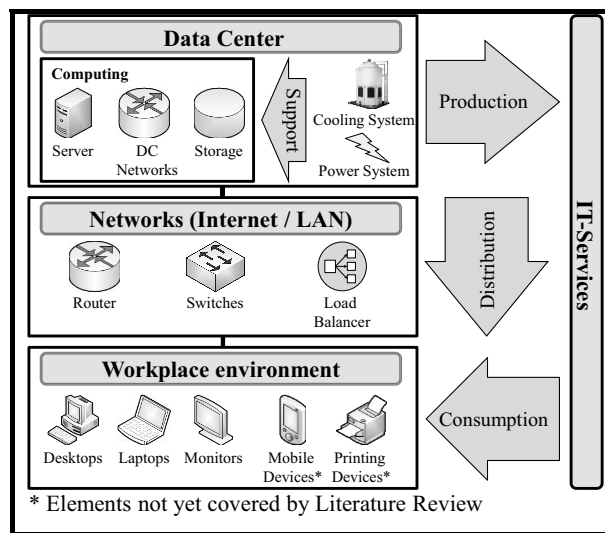 Data Center
Computing
Server
DC
Networks
Storage
Support
Cooling System
Power System
Production
Networks (Internet / LAN)
Router
Switches
Load
Balancer
Distribution
IT-Services
Workplace environment
Desktops
Laptops
Monitors
Mobile
Devices*
Printing
Devices*
Consumption
* Elements not yet covered by Literature Review